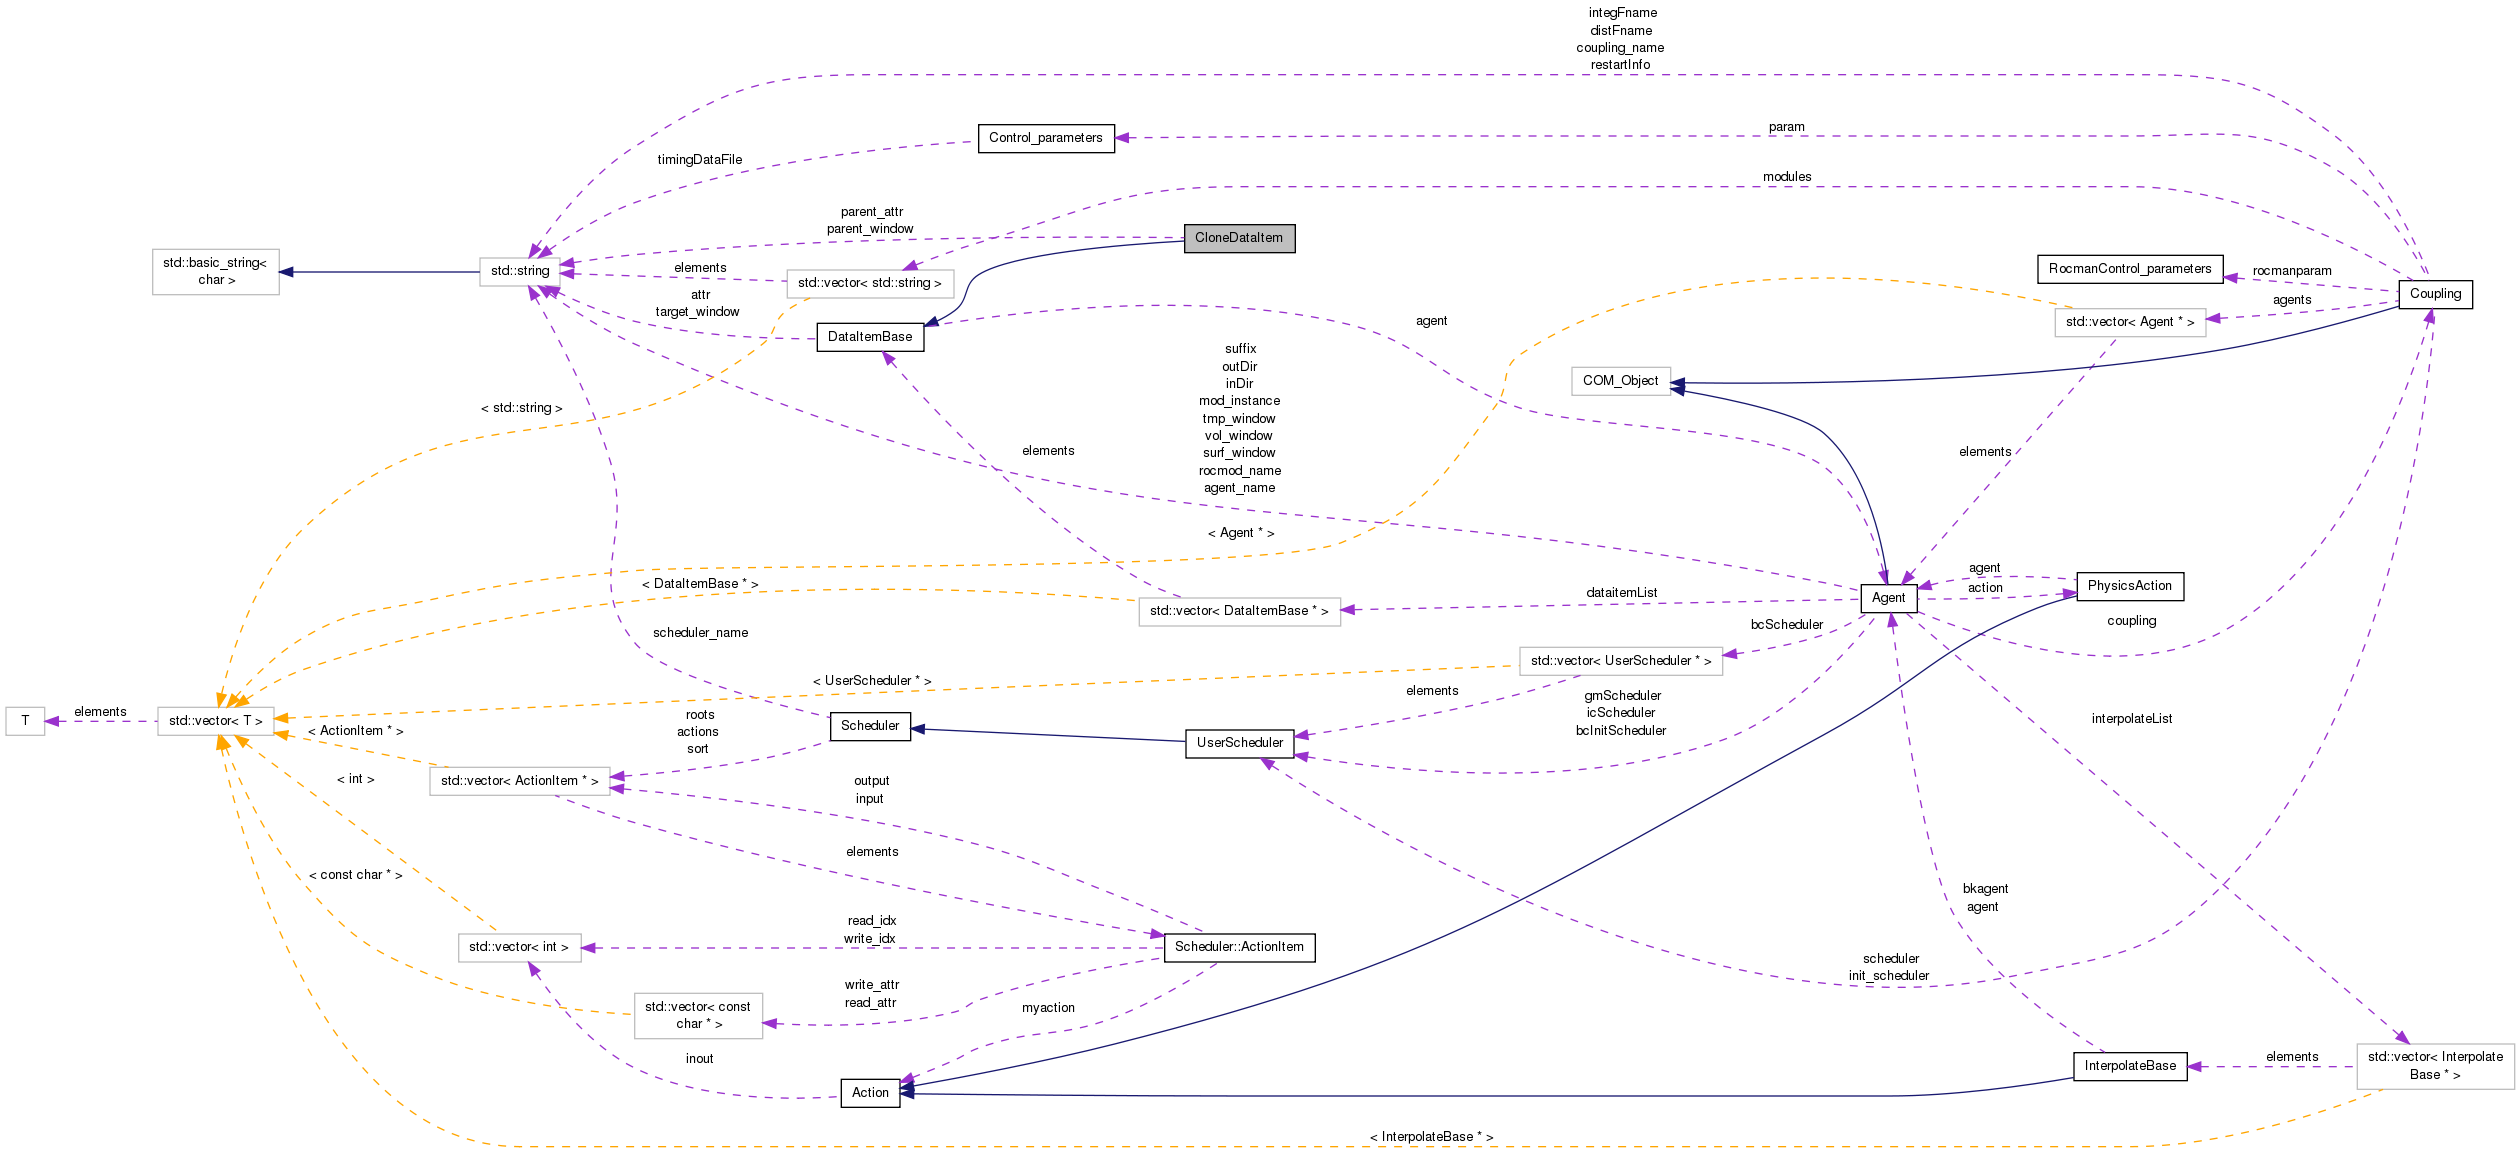 integFname
distFname
coupling_name
restartInfo
param
Control_parameters
timingDataFile
modules
parent_attr
parent_window
CloneDataItem
std::basic_string<
char >
std::string
elements
std::vector< std::string >
RocmanControl_parameters
rocmanparam
Coupling
agents
attr
target_window
std::vector< Agent * >
agent
DataItemBase
COM_Object
suffix
outDir
inDir
mod_instance
tmp_window
vol_window
surf_window
rocmod_name
agent_name
< std::string >
elements
elements
< Agent * >
agent
PhysicsAction
< DataItemBase * >
dataitemList
action
Agent
std::vector< DataItemBase * >
bcScheduler
coupling
scheduler_name
std::vector< UserScheduler * >
< UserScheduler * >
elements
gmScheduler
icScheduler
bcInitScheduler
interpolateList
T
elements
std::vector< T >
roots
actions
sort
Scheduler
UserScheduler
< ActionItem * >
std::vector< ActionItem * >
< int >
output
input
elements
< const char * >
bkagent
agent
read_idx
write_idx
std::vector< int >
Scheduler::ActionItem
scheduler
init_scheduler
write_attr
read_attr
std::vector< const
char * >
myaction
inout
Action
InterpolateBase
elements
std::vector< Interpolate
Base * >
< InterpolateBase * >